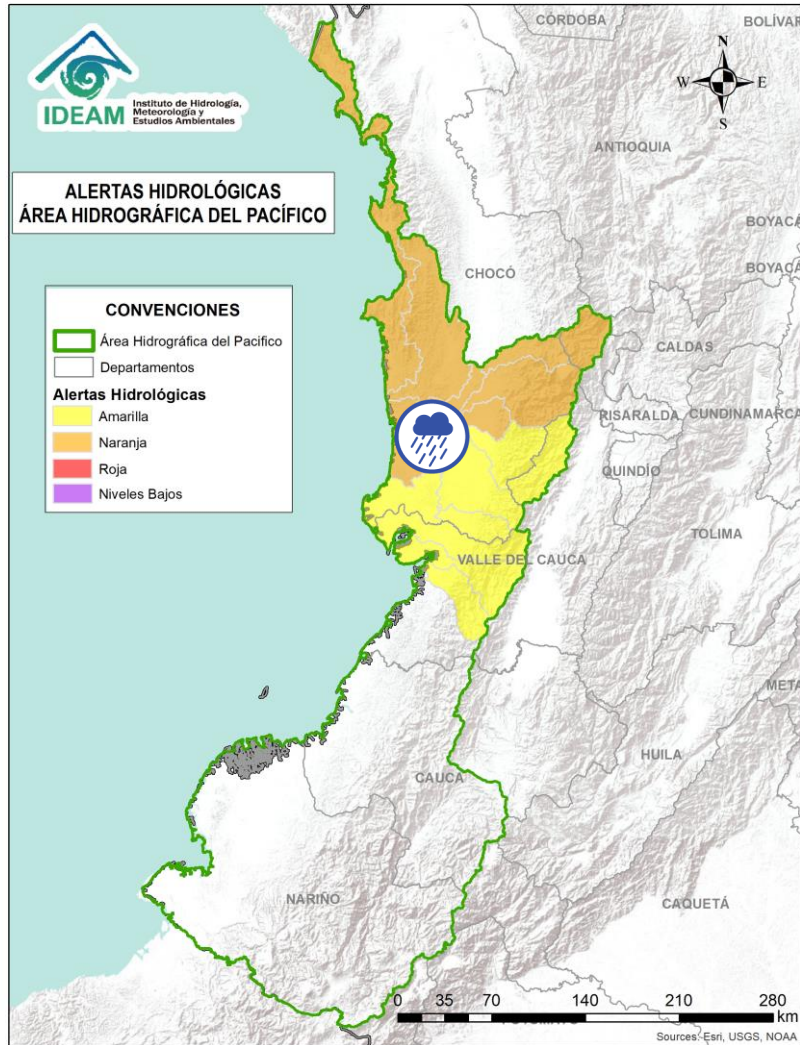 CÓRDOBA
BOLÍVAR
N
W
E
S
IDEAM
Instituto de Hidrología,
Meteorología y
Estudios Ambientales
ANTIOQUIA
ALERTAS HIDROLÓGICAS
ÁREA HIDROGRÁFICA DEL PACÍFICO
BOYACÁ
BOYACÁ
CHOCÓ
CONVENCIONES
Área Hidrográfica del Pacifico
Departamentos
Alertas Hidrológicas
Amarilla
Naranja
Roja
Niveles Bajos
CALDAS
RISARALDA
CUNDINAMARCA
QUINDÍO
TOLIMA
VALLE DEL CAUCA
META
HUILA
CAUCA
NARIÑO
CAQUETÁ
0 35 70 140 210 280
km
Sources: Esri, USGS, NOAA